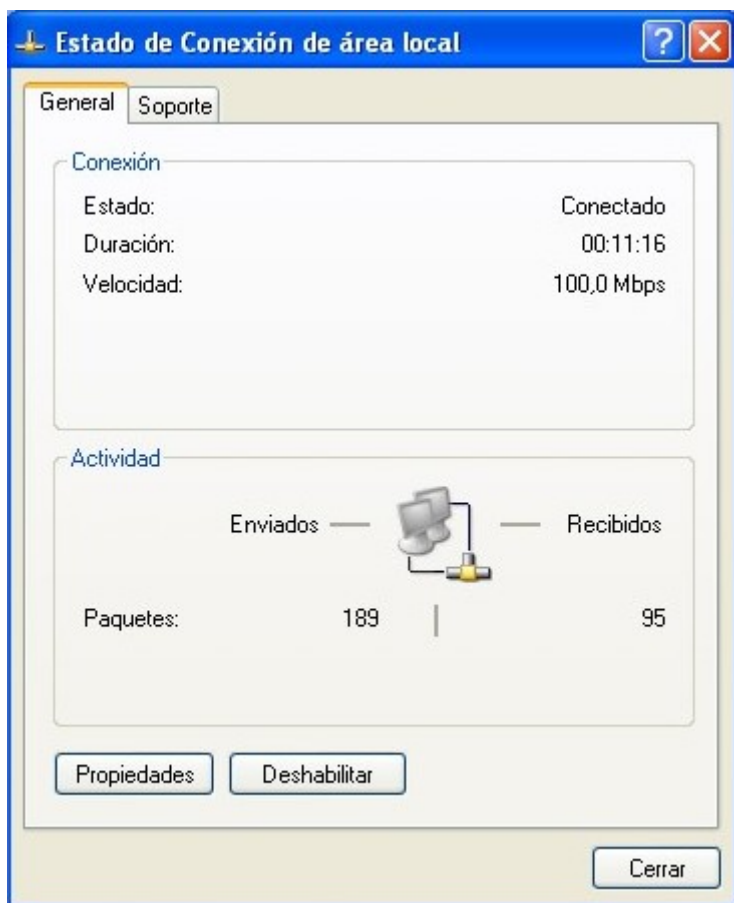 Estado de Conexión de área local
General Soporte
Conexión
Estado: Conectado
Duración: 00:11:16
Velocidad: 100,0 Mbps
Actividad
Enviados Recibidos
Paquetes: 189 95
Propiedades Deshabilitar
Cerrar